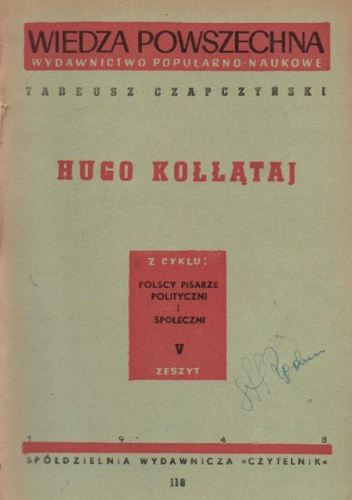 WIEDZA POWSZECHNA
WYDAWNICTWO POPULARNO-NAUKOWE
TADEUSZ CZAPCZYŃSKI
HUGO KOŁŁĄTAJ
Z CYKLU:
POLSCY PISARZE
POLITYCZNI
I
SPOŁECZNI
V
ZESZYT
1 9 4 8
SPÓŁDZIELNIA WYDAWNICZA »CZYTELNIK«
118